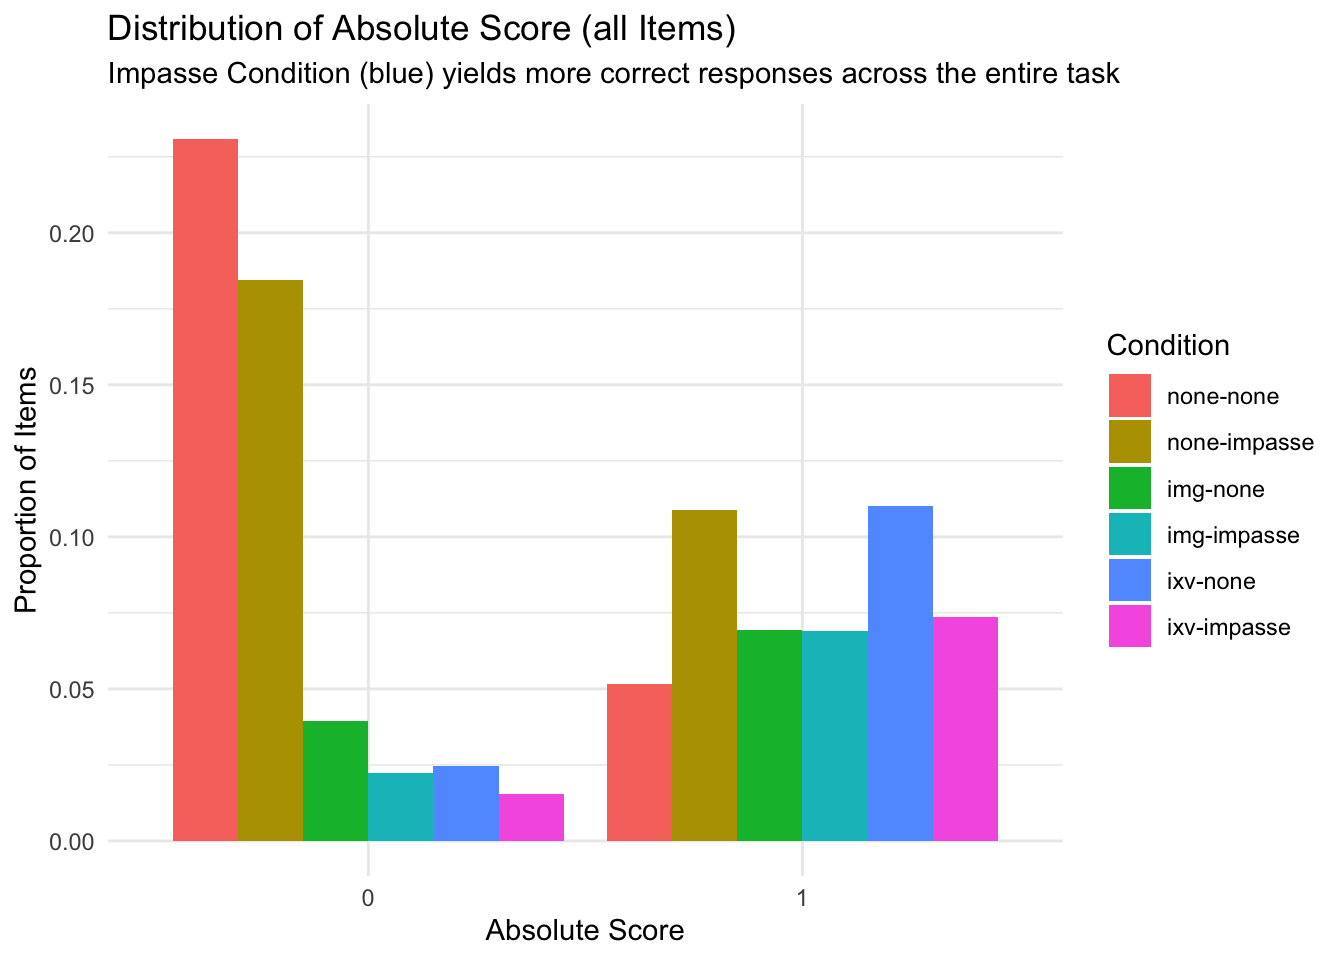 Distribution of Absolute Score (all Items)
Impasse Condition (blue) yields more correct responses across the entire task
Proportion of Items
0.20
0.15
0.10
0.05
0.00
0
1
Absolute Score
Condition
none-none
none-impasse
img-none
img-impasse
ixv-none
ixv-impasse